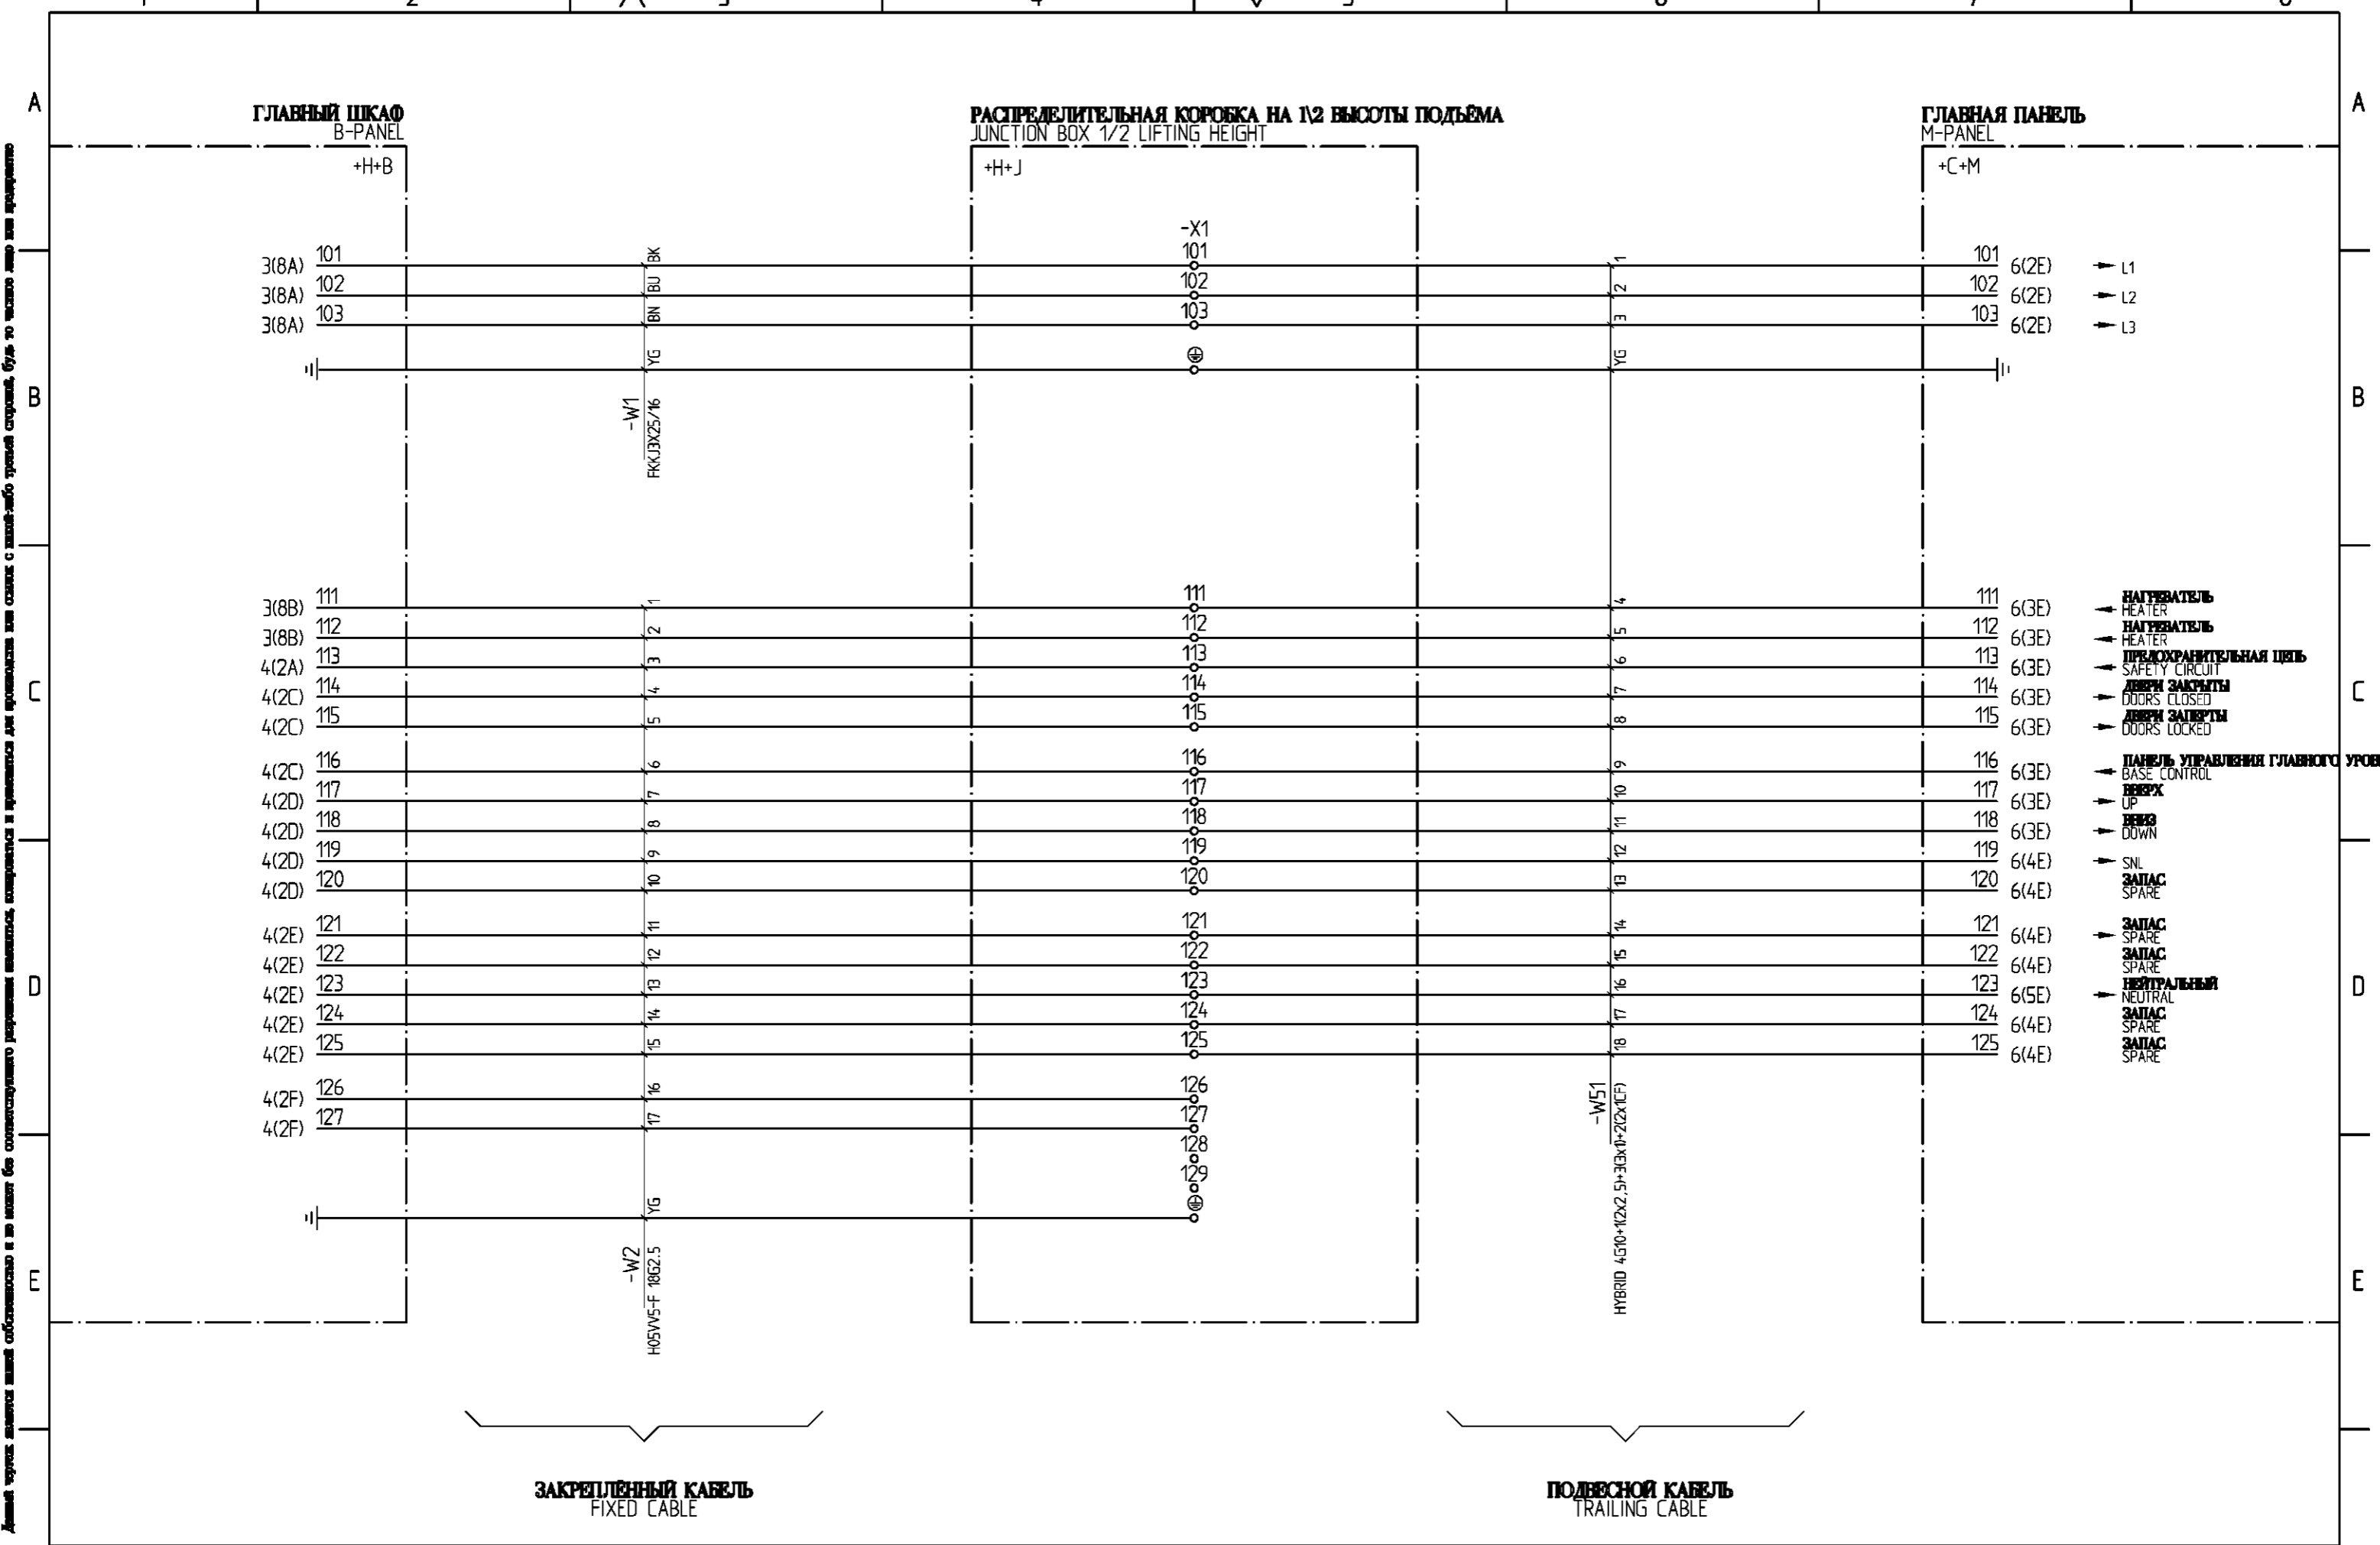 2 3 4 5 6 7 8
A A
ГЛАВНЫЙ ШКАФ
B-PANEL
+H+B
РАСПРЕДЕЛИТЕЛЬНАЯ КОРОБКА НА 1\2 ВЫСОТЫ ПОДЪЁМА
JUNCTION BOX 1/2 LIFTING HEIGHT
+H+J
ГЛАВНАЯ ПАНЕЛЬ
M-PANEL
+C+M
-X1
3(8A) 101 BK 101 1 101 6(2E) L1
3(8A) 102 BU 102 2 102 6(2E) L2
3(8A) 103 BN 103 3 103 6(2E) L3
YG YG
B B
-W1
FKKJ3X25/16
3(8B) 111 1 111 4 111 6(3E) НАГРЕВАТЕЛЬ
HEATER
3(8B) 112 2 112 5 112 6(3E) НАГРЕВАТЕЛЬ
HEATER
4(2A) 113 3 113 6 113 6(3E) ПРЕДОХРАНИТЕЛЬНАЯ ЦЕПЬ
SAFETY CIRCUIT
C C
4(2C) 114 4 114 7 114 6(3E) ДВЕРИ ЗАКРЫТЫ
DOORS CLOSED
4(2C) 115 5 115 8 115 6(3E) ДВЕРИ ЗАПЕРТЫ
DOORS LOCKED
4(2C) 116 6 116 9 116 6(3E) ПАНЕЛЬ УПРАВЛЕНИЯ ГЛАВНОГО УРОВ
BASE CONTROL
4(2D) 117 7 117 10 117 6(3E) ВВЕРХ
UP
4(2D) 118 8 118 11 118 6(3E) ВНИЗ
DOWN
4(2D) 119 9 119 12 119 6(4E) SNL
4(2D) 120 10 120 13 120 6(4E) ЗАПАС
SPARE
4(2E) 121 11 121 14 121 6(4E) ЗАПАС
SPARE
4(2E) 122 12 122 15 122 6(4E) ЗАПАС
SPARE
D D
4(2E) 123 13 123 16 123 6(5E) НЕЙТРАЛЬНЫЙ
NEUTRAL
4(2E) 124 14 124 17 124 6(4E) ЗАПАС
SPARE
4(2E) 125 15 125 18 125 6(4E) ЗАПАС
SPARE
4(2F) 126 16 126
4(2F) 127 17 127
128
129
YG
-W51
HYBRID 4G10+1(2x2,5)+3(3x1)+2(2x1CF)
E E
-W2
H05VV5-F 18G2.5
ЗАКРЕПЛЁННЫЙ КАБЕЛЬ
FIXED CABLE
ПОДВЕСНОЙ КАБЕЛЬ
TRAILING CABLE